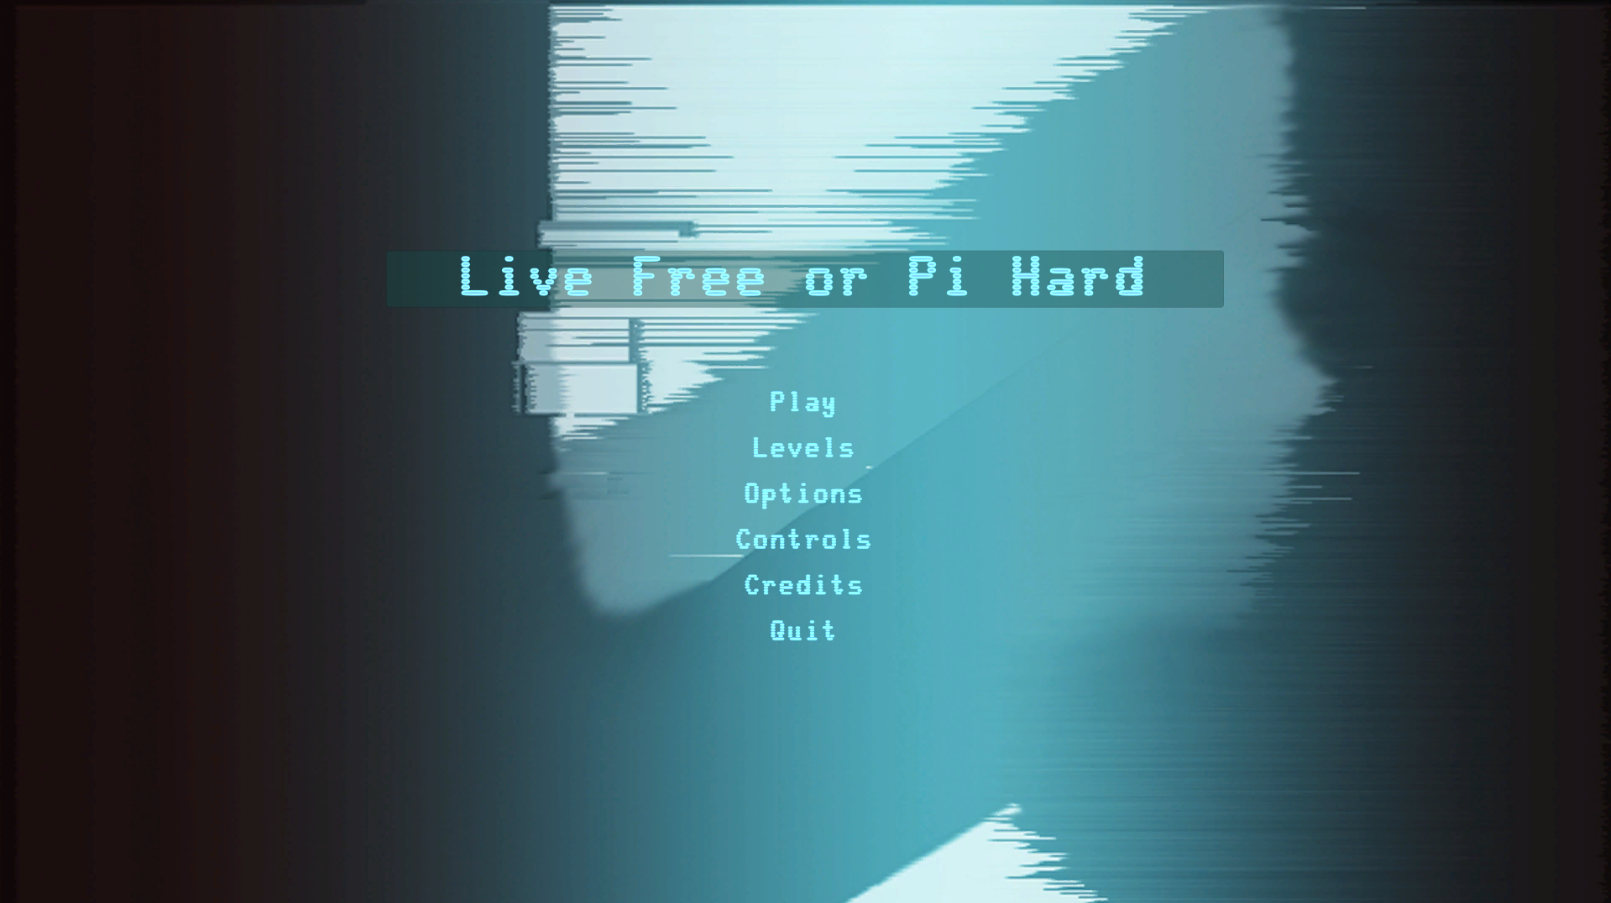 Live Free or Pi Hard
Play
Levels
Options
Controls
Credits
Quit